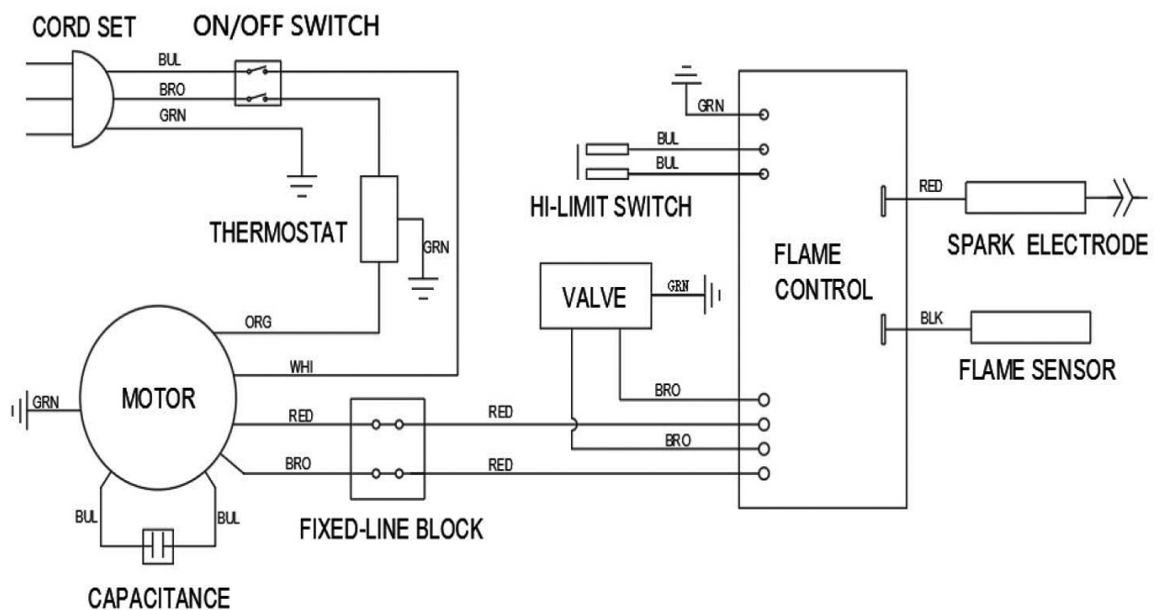 CORD SET
ON/OFF SWITCH
BUL
BRO
GRN
GRN
BUL
BUL
HI-LIMIT SWITCH
RED
SPARK ELECTRODE
THERMOSTAT
GRN
FLAME
CONTROL
VALVE
GRN
BLK
FLAME SENSOR
ORG
WHI
MOTOR
GRN
BRO
RED
RED
BRO
BRO
RED
BUL
BUL
FIXED-LINE BLOCK
CAPACITANCE